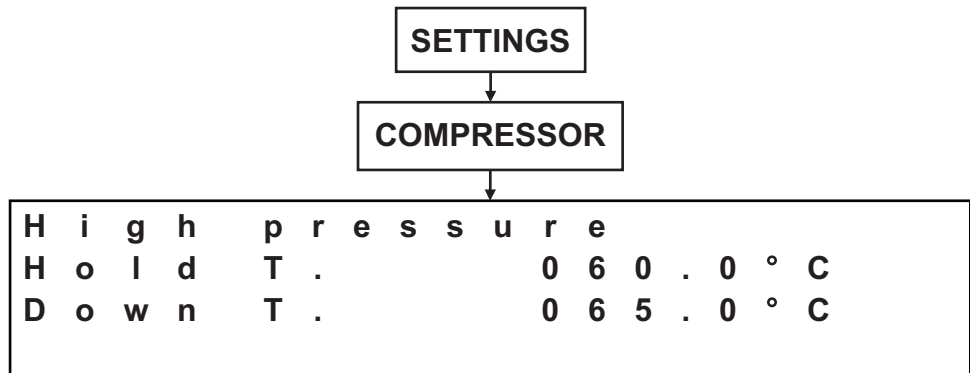 SETTINGS
COMPRESSOR
High pressure
Hold T. 060.0°C
Down T. 065.0°C